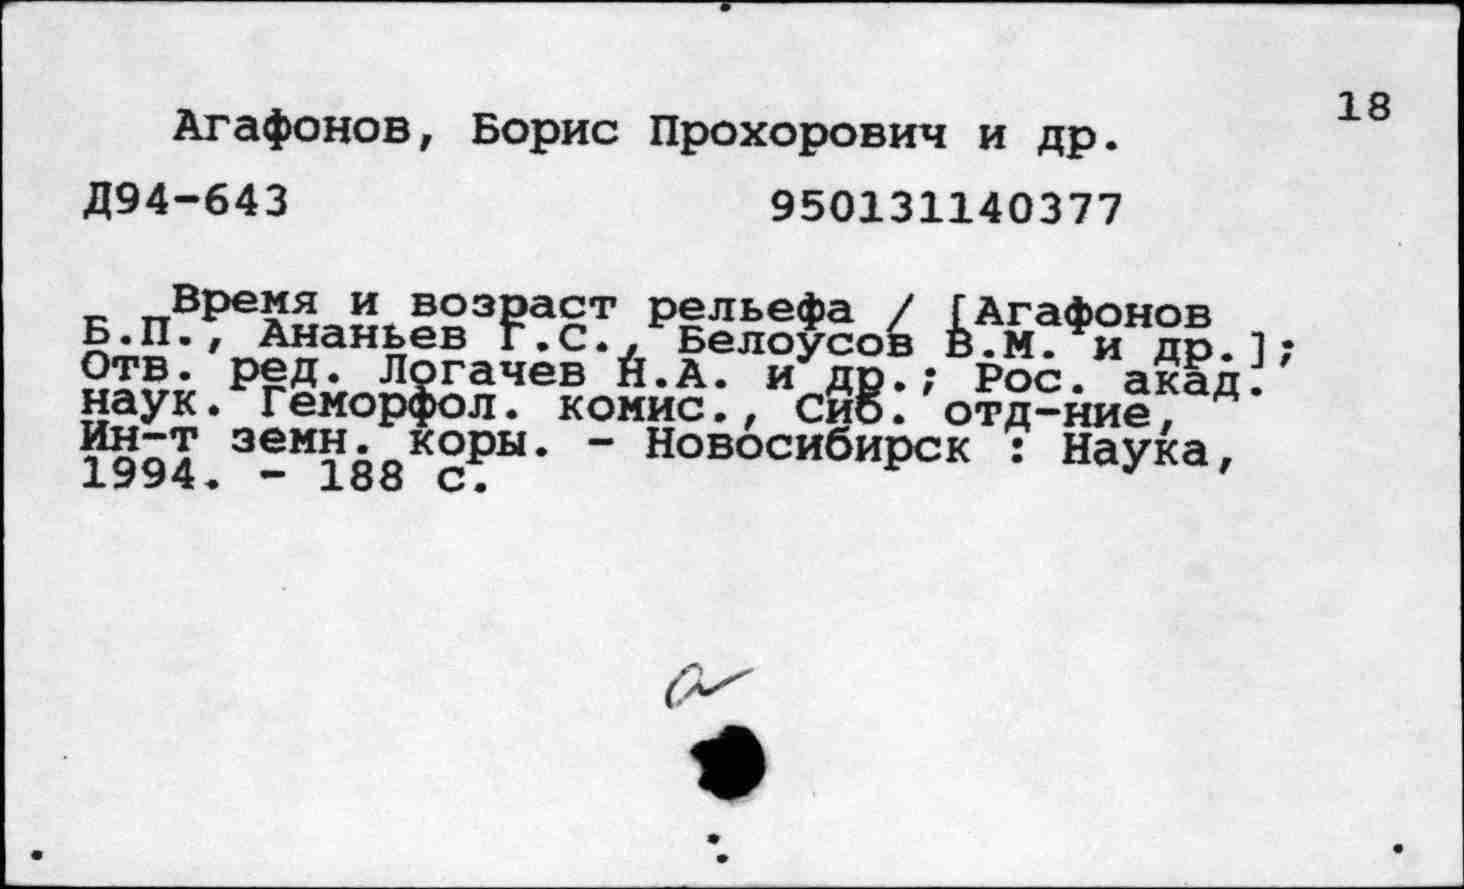 18
Агафонов, Борис Прохорович и др.
Д94-643 950131140377
Время и возраст рельефа / [Агафонов
Б.П., Ананьев Г.С., Белоусов В.М. и др.];
Отв. ред. Логачев Н.А. и др.; Рос. акад.
наук. Геморфол. комис., Сиб. отд-ние,
Ин-т земн. коры. - Новосибирск : Наука,
1994. - 188 с.